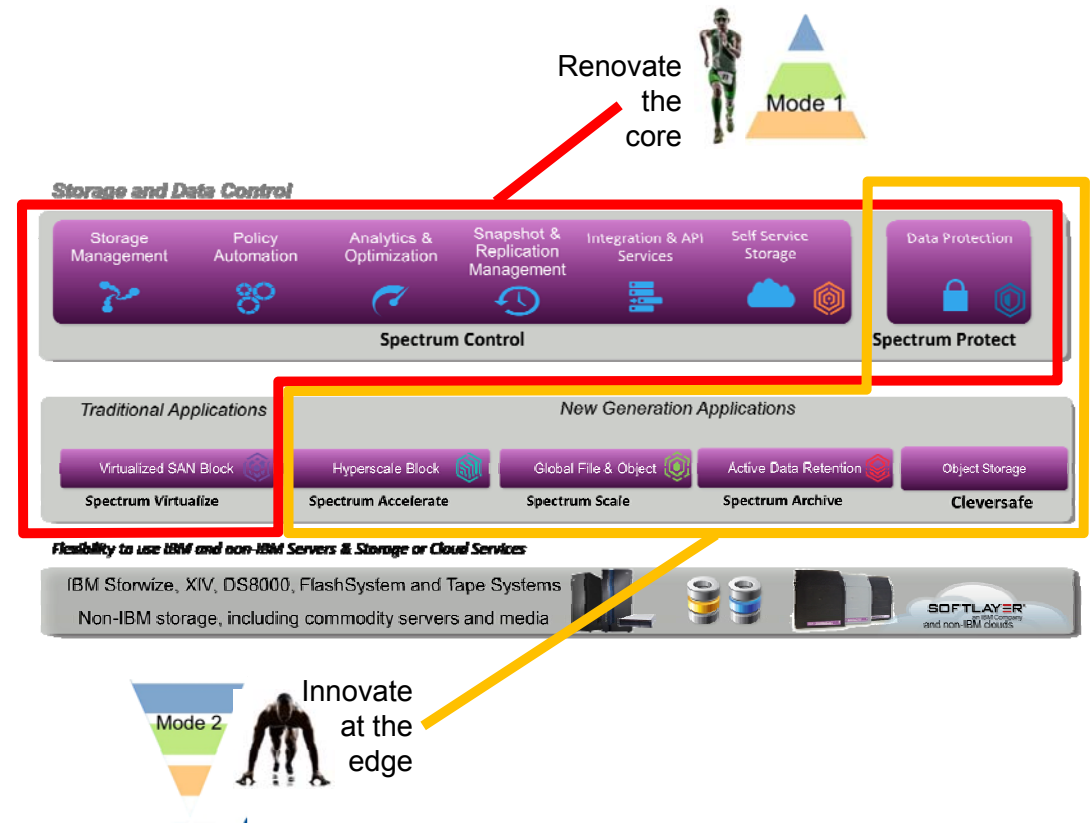 Renovate
the
core
Mode 1
Storage and Data Control
Storage
Management
Policy
Automation
Analytics &
Optimization
Snapshot &
Replication
Management
Integration & API
Services
Self Service
Storage
Data Protection
Spectrum Control
Spectrum Protect
Traditional Applications
New Generation Applications
Virtualized SAN Block
Hyperscale Block
Global File & Object
Active Data Retention
Object Storage
Spectrum Virtualize
Spectrum Accelerate
Spectrum Scale
Spectrum Archive
Cleversafe
Flexibility to use IBM and non-IBM Servers & Storage or Cloud Services
IBM Storwize, XIV, DS8000, FlashSystem and Tape Systems
Non-IBM storage, including commodity servers and media
SOFTLAYER®
an IBM Company
and non-IBM clouds
Mode 2
Innovate
at the
edge